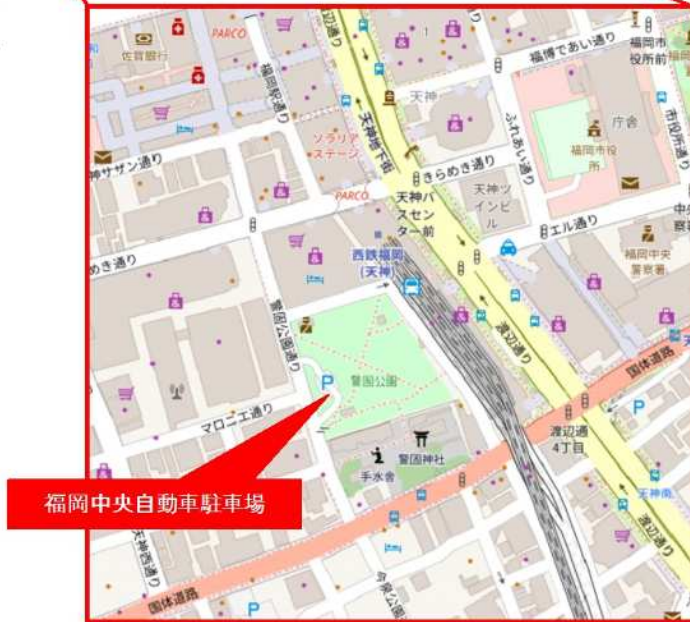 渡辺通り
福岡市
役所前
福博であい通り
PARCO
佐賀銀行
福岡駅通り
天神
庁舎
ソラリア
ステージ
天神地下街
ふれあい通り
市役所通り
福岡市役
所
神サザン通り
きらめき通り
PARCO
天神バ
スセン
ター前
天神ツ
インビ
ル
エル通り
西鉄福岡
(天神)
福岡中央
警察署
めき通り
警固公園通り
渡辺通り
国体道路
警固公園
マロニエ通り
渡辺通
4丁目
警固神社
手水舎
福岡中央自動車駐車場
天神南
天神西通り
渡辺通り
国体道路
今泉公園